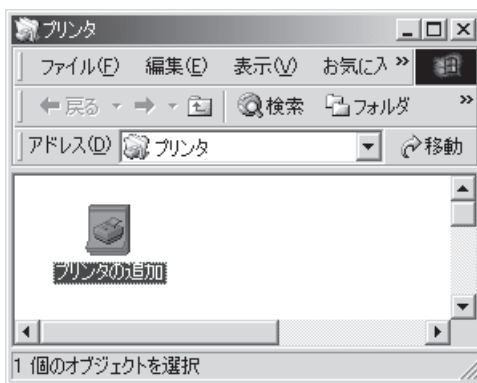 プリンタ
ファイル(F) 編集(E) 表示(V) お気に入 »
戻る 検索 フォルダ »
アドレス(D) プリンタ 移動
プリンタの追加
1 個のオブジェクトを選択